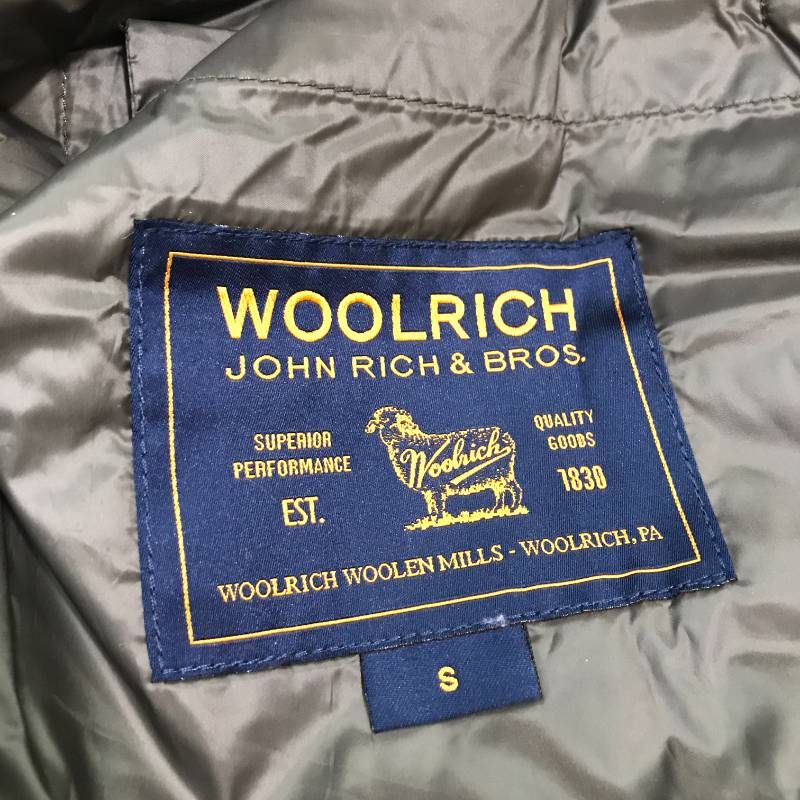 WOOLRICH
JOHN RICH & BROS.
SUPERIOR
PERFORMANCE
EST.
Woolrich
QUALITY
GOODS
1830
WOOLRICH WOOLEN MILLS - WOOLRICH, PA
S